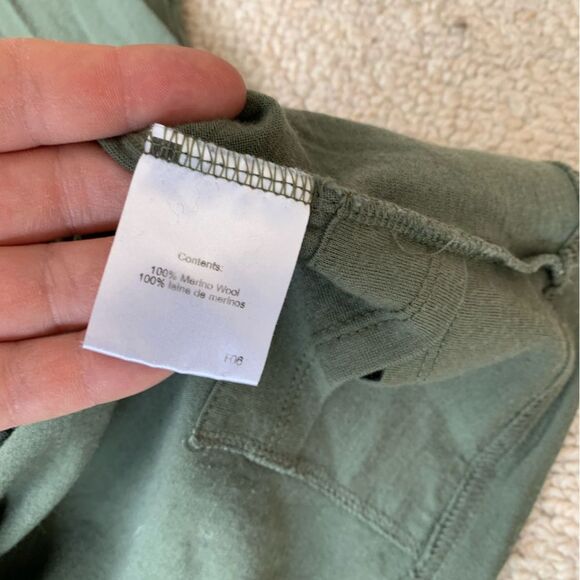 Contents:
100% Merino Wool
100% laine de merinos
F06